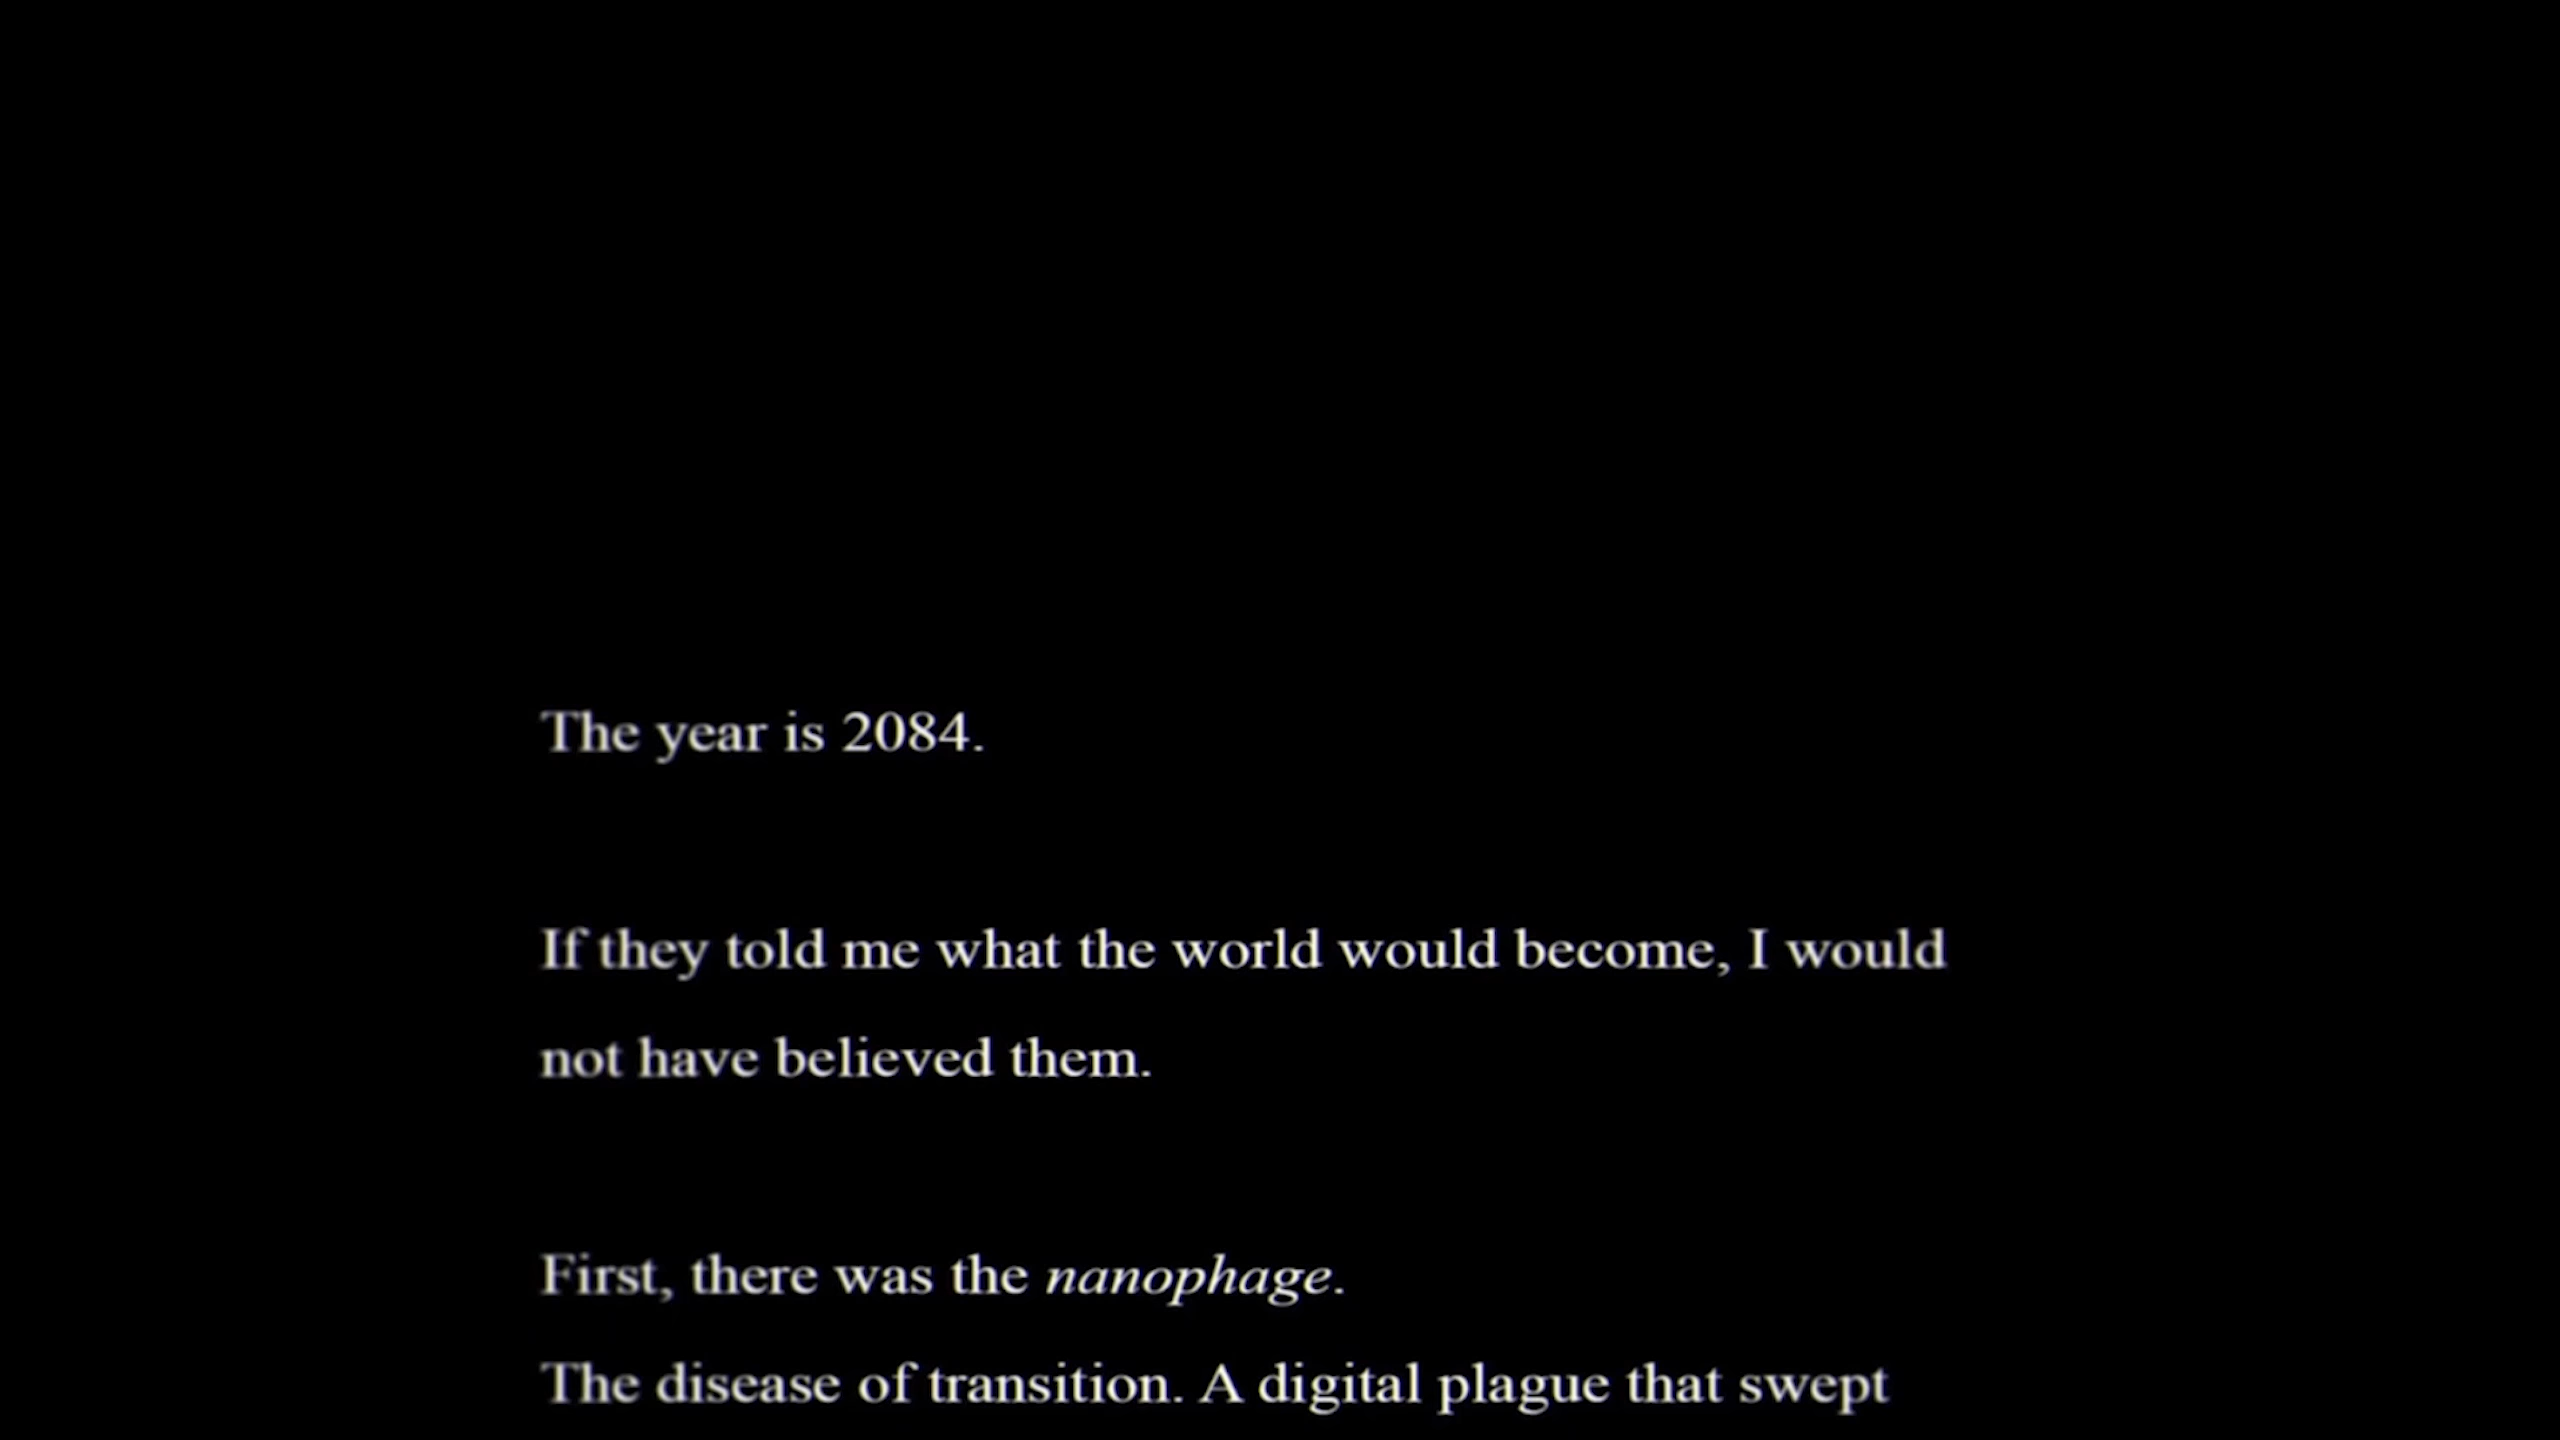 The year is 2084.
If they told me what the world would become, I would
not have believed them.
First, there was the nanophage.
The disease of transition. A digital plague that swept